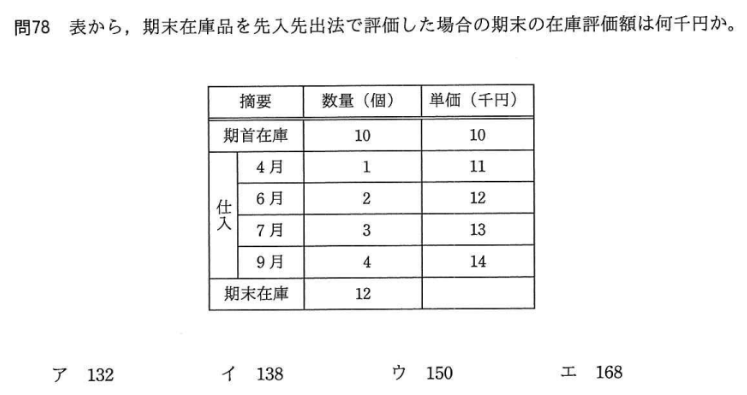 問78 表から，期末在庫品を先入先出法で評価した場合の期末の在庫評価額は何千円か。
摘要 数量（個） 単価（千円）
期首在庫 10 10
仕入
4月 1 11
6月 2 12
7月 3 13
9月 4 14
期末在庫 12
ア 132 イ 138 ウ 150 エ 168